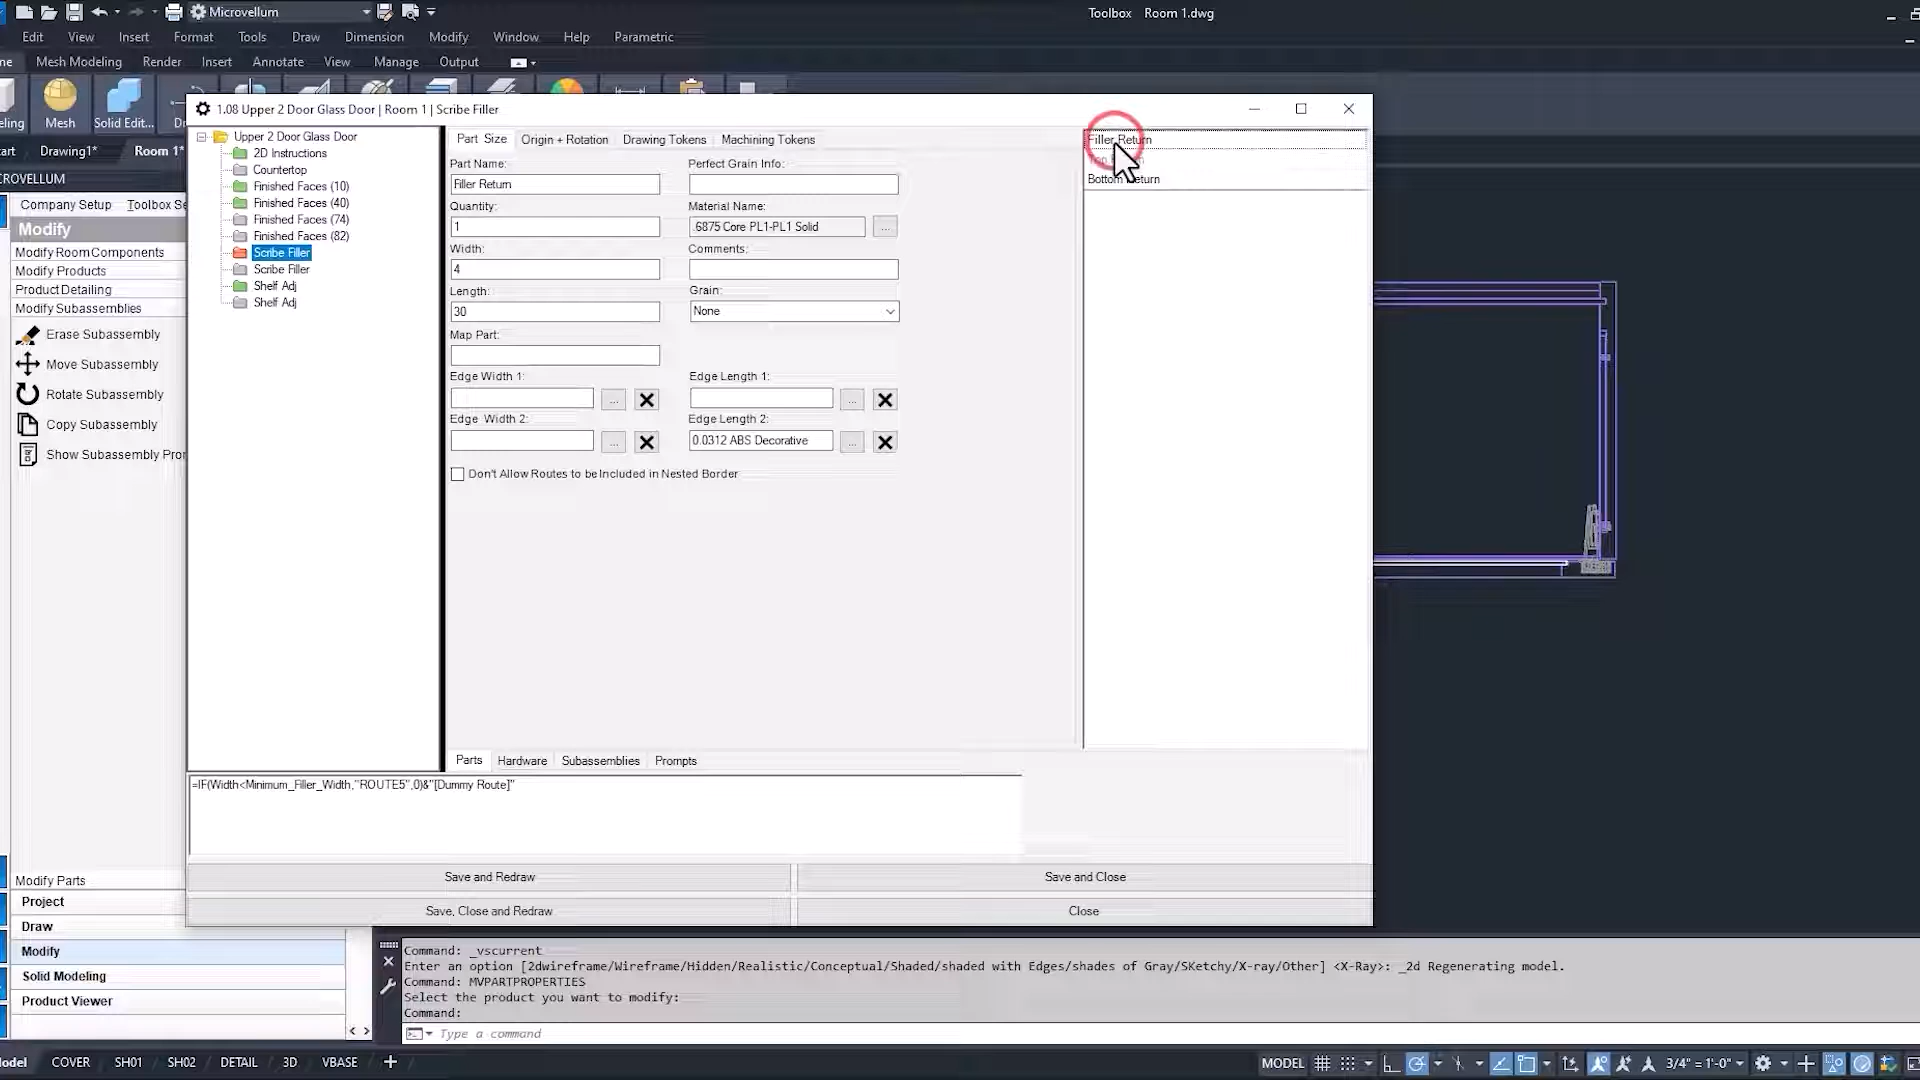 Microvellum
Toolbox Room 1.dwg
Edit View Insert Format Tools Draw Dimension Modify Window Help Parametric
Mesh Modeling Render Insert Annotate View Manage Output
Mesh Solid Edit...
Drawing1* Room 1*
1.08 Upper 2 Door Glass Door | Room 1 | Scribe Filler
Company Setup
Modify
Modify Room Components
Modify Products
Product Detailing
Modify Subassemblies
Erase Subassembly
Move Subassembly
Rotate Subassembly
Copy Subassembly
Show Subassembly
Modify Parts
Project
Draw
Modify
Solid Modeling
Product Viewer
Upper 2 Door Glass Door
2D Instructions
Countertop
Finished Faces (10)
Finished Faces (40)
Finished Faces (74)
Finished Faces (82)
Scribe Filler
Scribe Filler
Shelf Adj
Shelf Adj
Part Size Origin + Rotation Drawing Tokens Machining Tokens
Part Name: Perfect Grain Info:
Filler Return
Quantity: Material Name:
1 .6875 Core PL1-PL1 Solid ...
Width: Comments:
4
Length: Grain:
30 None
Map Part:
Edge Width 1: Edge Length 1:
... ...
Edge Width 2: Edge Length 2:
... 0.0312 ABS Decorative ...
Don't Allow Routes to be Included in Nested Border
Filler Return
Bottom Return
Parts Hardware Subassemblies Prompts
=IF(Width<Minimum_Filler_Width,"ROUTE5",0)&"[Dummy Route]"
Save and Redraw Save and Close
Save, Close and Redraw Close
Command: _vscurrent
Enter an option [2dwireframe/Wireframe/Hidden/Realistic/Conceptual/Shaded/shaded with Edges/shades of Gray/SKetchy/X-ray/Other] <X-Ray>: _2d Regenerating model.
Command: MVPARTPROPERTIES
Select the product you want to modify:
Command:
Type a command
COVER SH01 SH02 DETAIL 3D VBASE +
MODEL 3/4" = 1'-0"